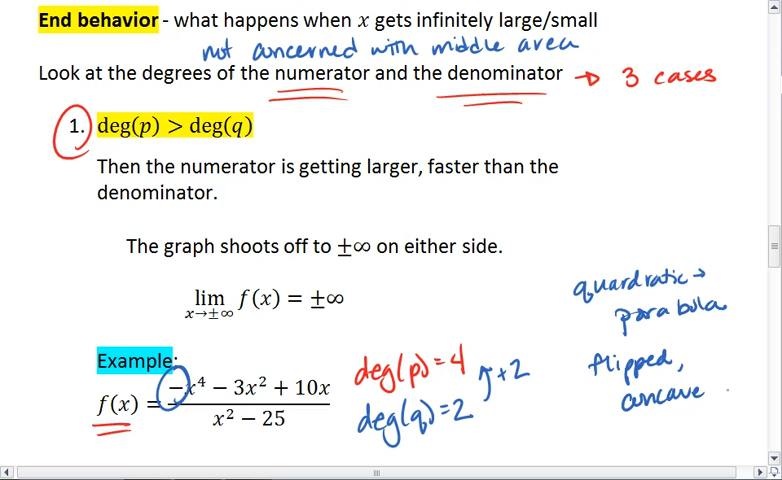 End behavior - what happens when x gets infinitely large/small
not concerned with middle area
Look at the degrees of the numerator and the denominator → 3 cases
1. deg(p) > deg(q)
Then the numerator is getting larger, faster than the
denominator.
The graph shoots off to ±∞ on either side.
lim f(x) = ±∞
x→±∞
quardratic →
parabola
Example:
flipped,
concave
deg(p) = 4
+2
deg(q) = 2
−x⁴ − 3x² + 10x
f(x) =
x² − 25